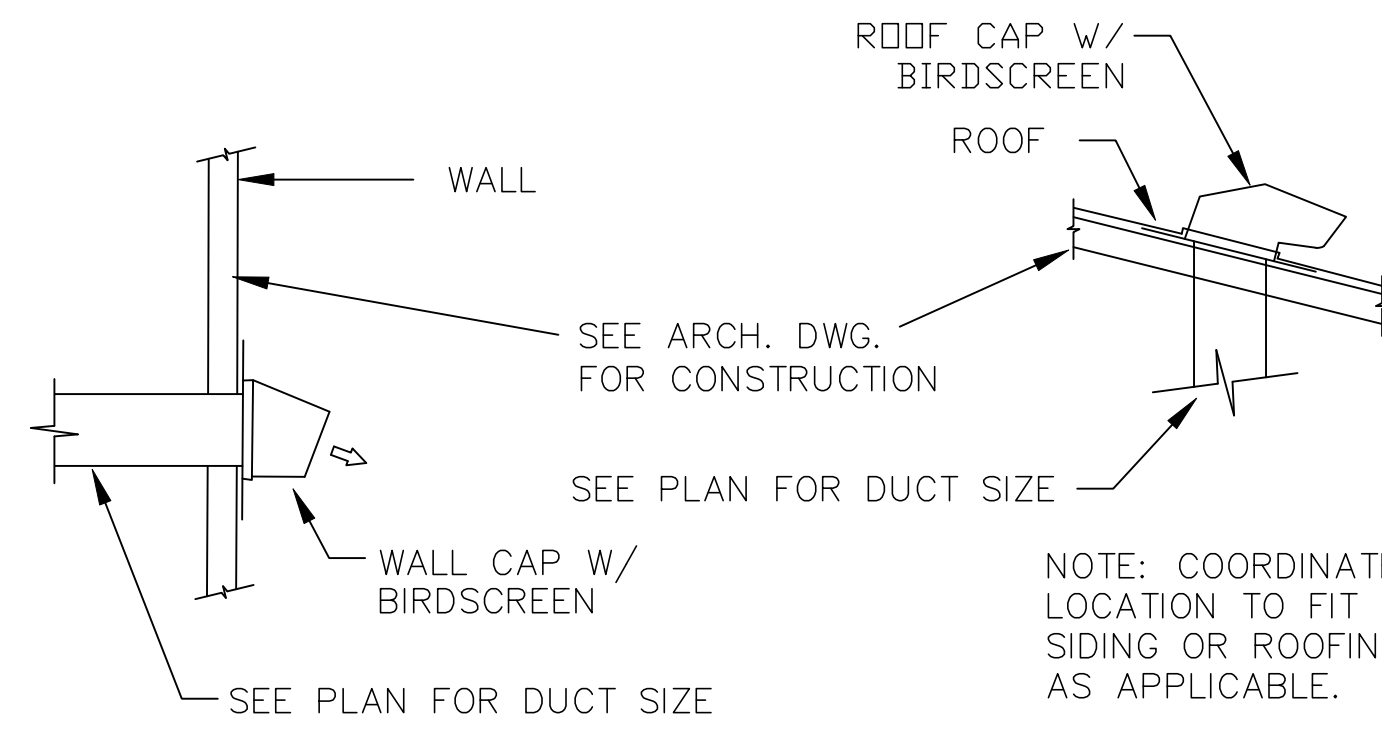 ROOF CAP W/
BIRDSCREEN
ROOF
WALL
SEE ARCH. DWG.
FOR CONSTRUCTION
SEE PLAN FOR DUCT SIZE
WALL CAP W/
BIRDSCREEN
SEE PLAN FOR DUCT SIZE
NOTE: COORDINATE
LOCATION TO FIT
SIDING OR ROOFIN
AS APPLICABLE.